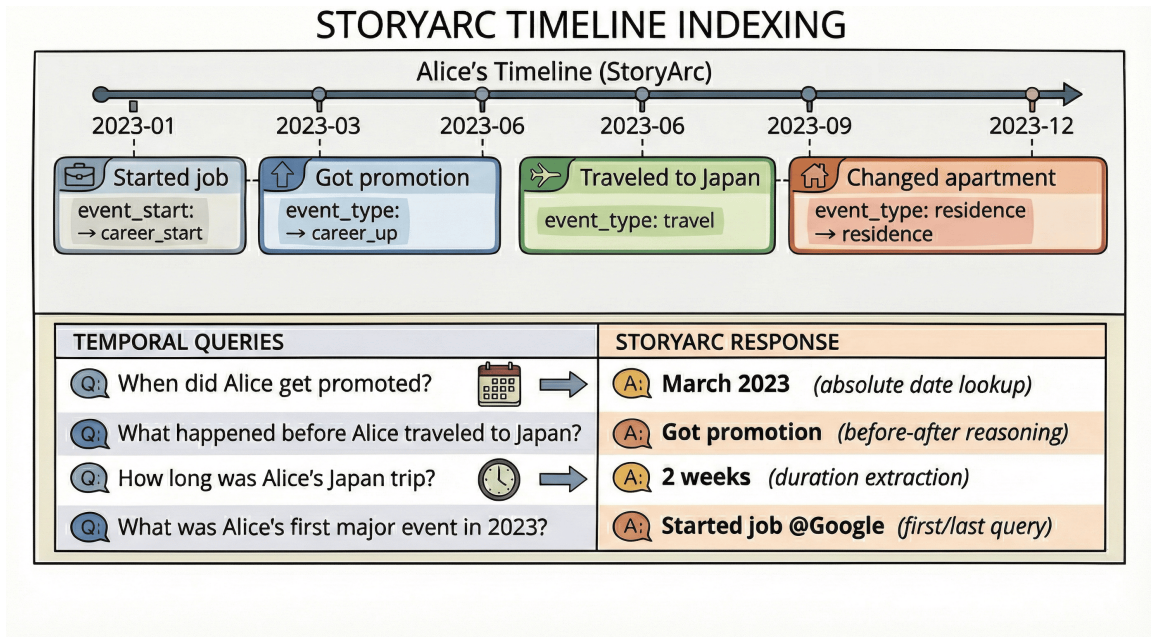 STORYARC TIMELINE INDEXING
Alice's Timeline (StoryArc)
2023-01 2023-03 2023-06 2023-06 2023-09 2023-12
Started job
event_start:
→ career_start
Got promotion
event_type:
→ career_up
Traveled to Japan
event_type: travel
Changed apartment
event_type: residence
→ residence
TEMPORAL QUERIES STORYARC RESPONSE
Q: When did Alice get promoted? A: March 2023 (absolute date lookup)
Q: What happened before Alice traveled to Japan? A: Got promotion (before-after reasoning)
Q: How long was Alice's Japan trip? A: 2 weeks (duration extraction)
Q: What was Alice's first major event in 2023? A: Started job @Google (first/last query)